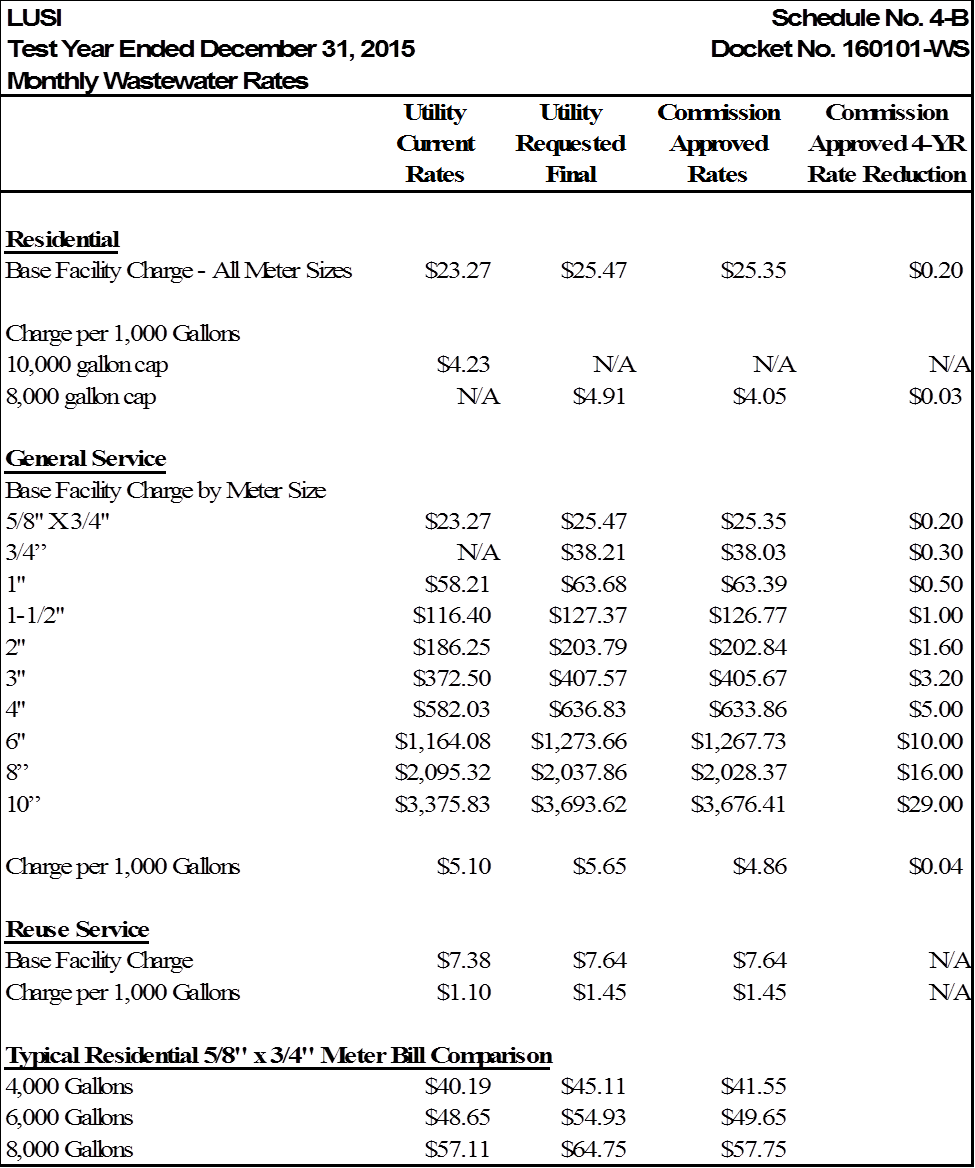 LUSI Schedule No. 4-B
Test Year Ended December 31, 2015 Docket No. 160101-WS
Monthly Wastewater Rates
Utility Utility Commission Commission
Current Requested Approved Approved 4-YR
Rates Final Rates Rate Reduction
Residential
Base Facility Charge - All Meter Sizes $23.27 $25.47 $25.35 $0.20
Charge per 1,000 Gallons
10,000 gallon cap $4.23 N/A N/A N/A
8,000 gallon cap N/A $4.91 $4.05 $0.03
General Service
Base Facility Charge by Meter Size
5/8" X 3/4" $23.27 $25.47 $25.35 $0.20
3/4” N/A $38.21 $38.03 $0.30
1" $58.21 $63.68 $63.39 $0.50
1-1/2" $116.40 $127.37 $126.77 $1.00
2" $186.25 $203.79 $202.84 $1.60
3" $372.50 $407.57 $405.67 $3.20
4" $582.03 $636.83 $633.86 $5.00
6" $1,164.08 $1,273.66 $1,267.73 $10.00
8” $2,095.32 $2,037.86 $2,028.37 $16.00
10” $3,375.83 $3,693.62 $3,676.41 $29.00
Charge per 1,000 Gallons $5.10 $5.65 $4.86 $0.04
Reuse Service
Base Facility Charge $7.38 $7.64 $7.64 N/A
Charge per 1,000 Gallons $1.10 $1.45 $1.45 N/A
Typical Residential 5/8" x 3/4" Meter Bill Comparison
4,000 Gallons $40.19 $45.11 $41.55
6,000 Gallons $48.65 $54.93 $49.65
8,000 Gallons $57.11 $64.75 $57.75